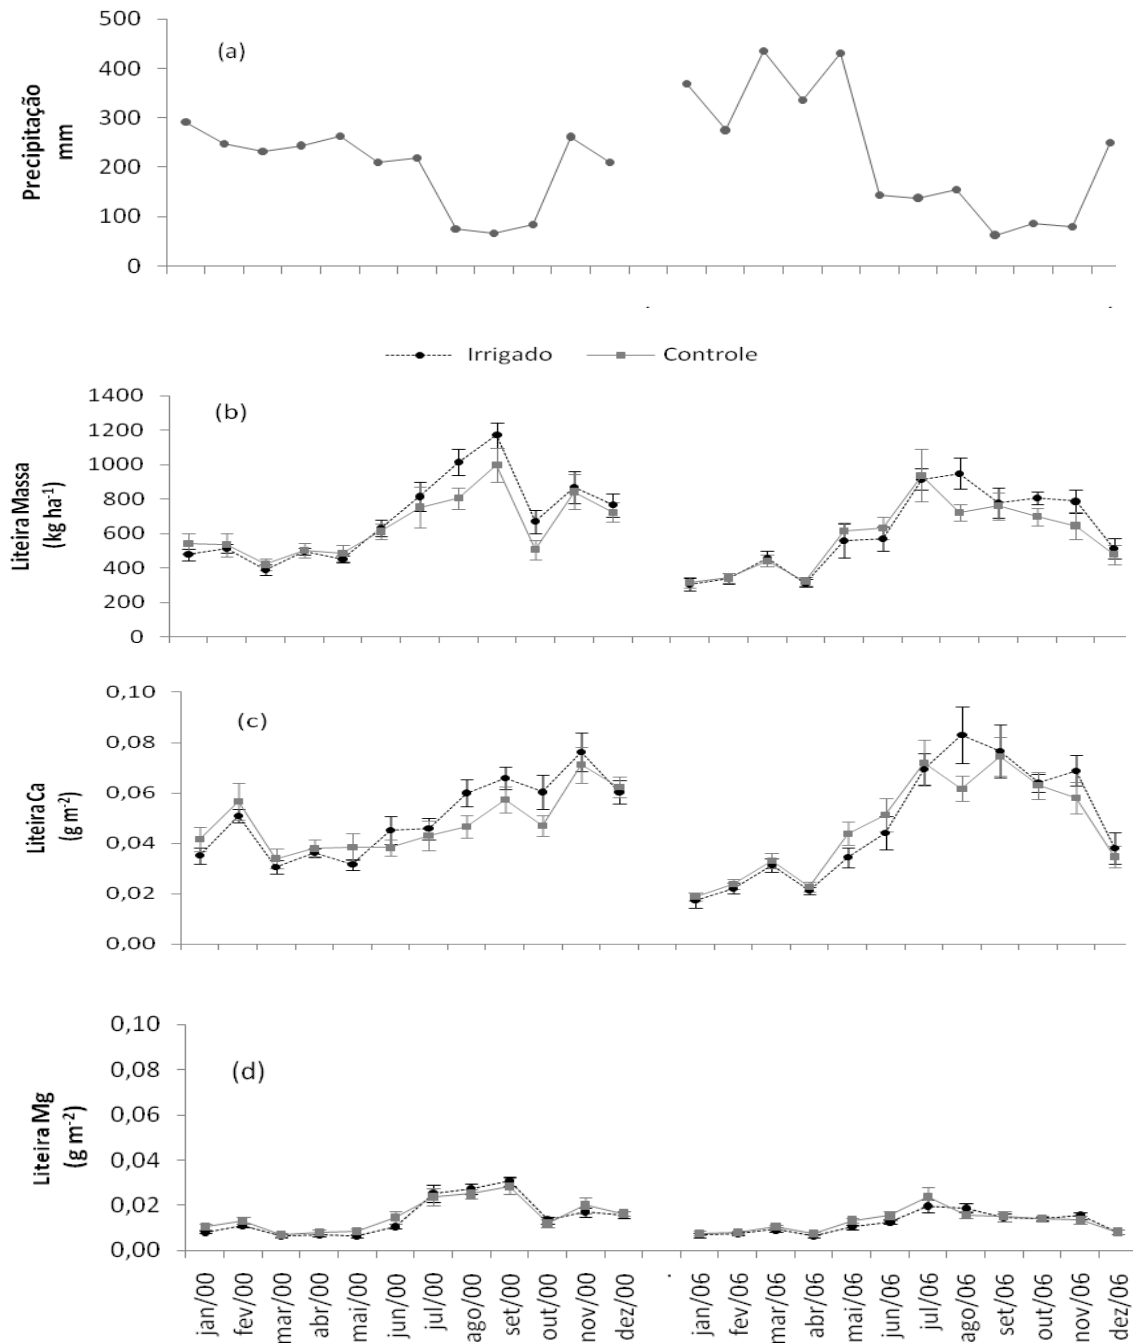 500
(a)
400
300
200
100
0
Precipitação
mm
Irrigado
Controle
1400
(b)
1200
1000
800
600
400
200
0
Liteira Massa
(kg ha⁻¹)
0,10
(c)
0,08
0,06
0,04
0,02
0,00
Liteira Ca
(g m⁻²)
0,10
(d)
0,08
0,06
0,04
0,02
0,00
Liteira Mg
(g m⁻²)
jan/00
fev/00
mar/00
abr/00
mai/00
jun/00
jul/00
ago/00
set/00
out/00
nov/00
dez/00
jan/06
fev/06
mar/06
abr/06
mai/06
jun/06
jul/06
ago/06
set/06
out/06
nov/06
dez/06